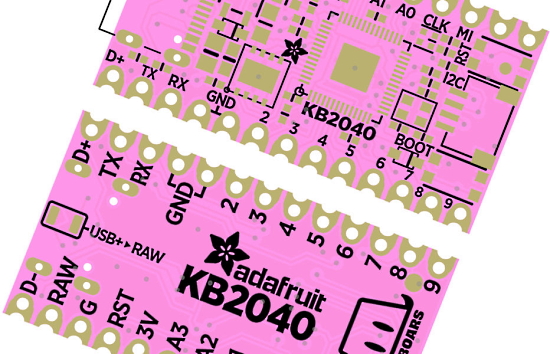 A1 A0 CLK MI
RST
D+ TX RX
I2C
GND
KB2040
BOOT
2 3 4 5 6 7 8 9
D+ TX RX GND 2 3 4 5 6 7 8 9
USB+ RAW
adafruit
KB2040
D- RAW G RST 3V A3 A2
OARS